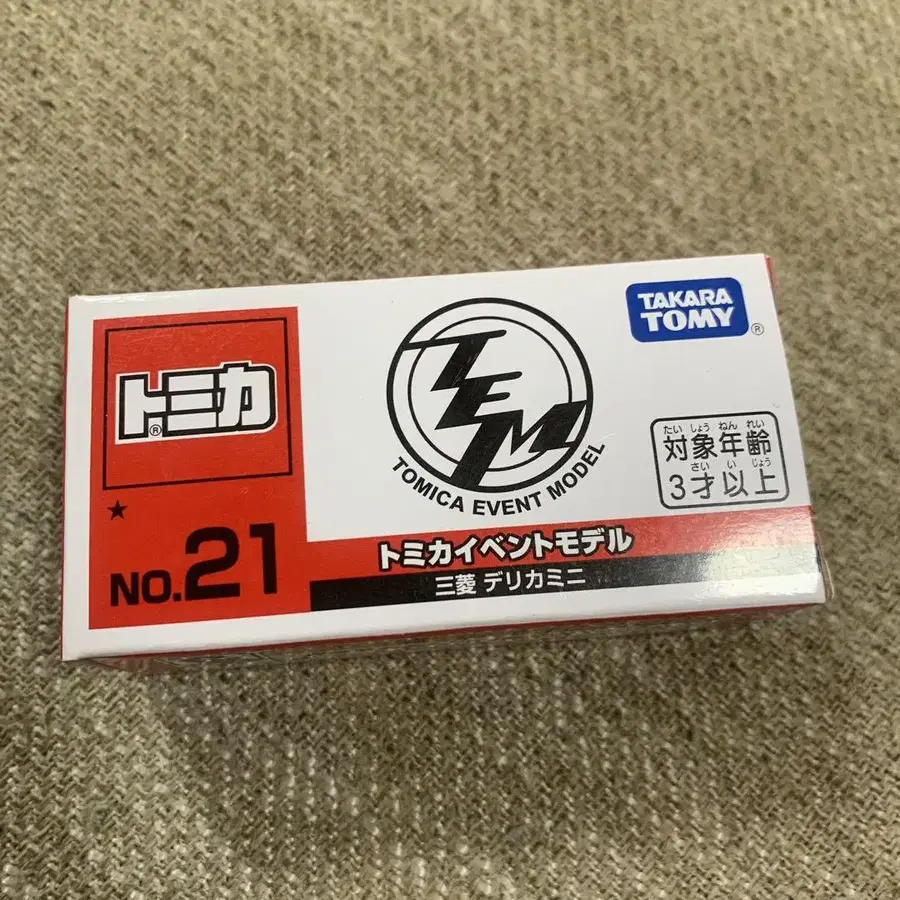 トミカ
®
★
NO.21
TEM
TOMICA EVENT MODEL
TAKARA
TOMY
®
たい しょう ねん れい
対象年齢
さい い じょう
3才以上
トミカイベントモデル
三菱 デリカミニ